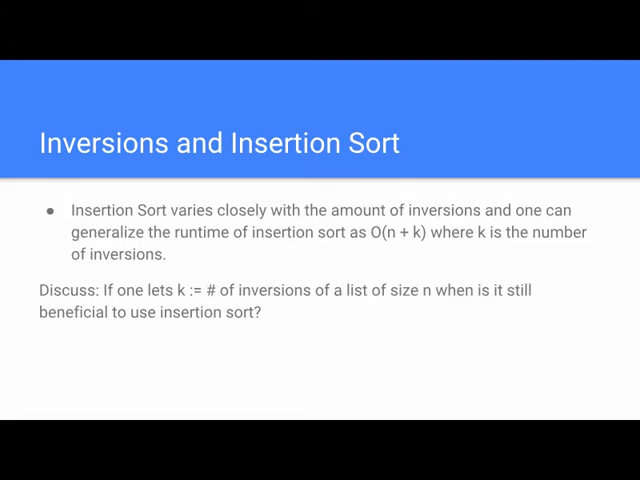 Inversions and Insertion Sort
● Insertion Sort varies closely with the amount of inversions and one can
generalize the runtime of insertion sort as O(n + k) where k is the number
of inversions.
Discuss: If one lets k := # of inversions of a list of size n when is it still
beneficial to use insertion sort?